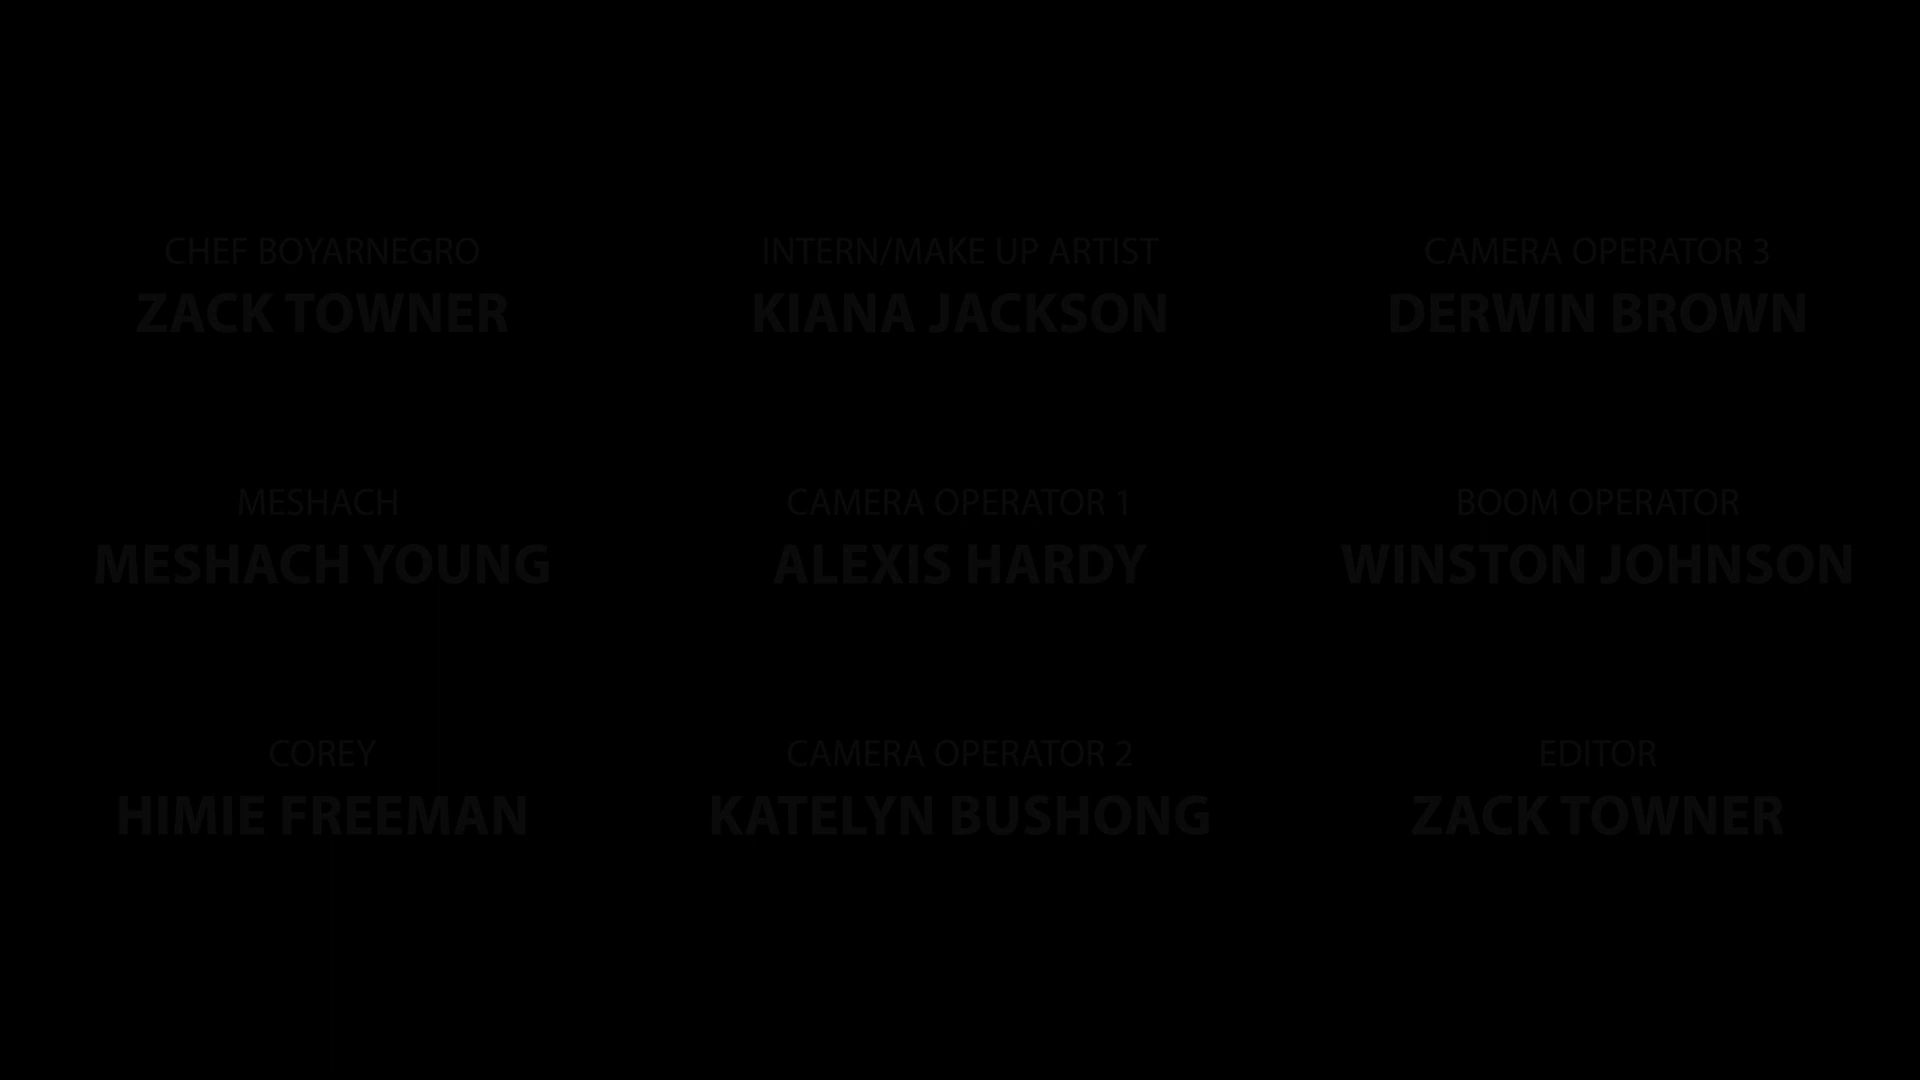 CHEF BOYARNEGRO
ZACK TOWNER
MESHACH
MESHACH YOUNG
COREY
HIMIE FREEMAN
INTERN/MAKE UP ARTIST
KIANA JACKSON
CAMERA OPERATOR 1
ALEXIS HARDY
CAMERA OPERATOR 2
KATELYN BUSHONG
CAMERA OPERATOR 3
DERWIN BROWN
BOOM OPERATOR
WINSTON JOHNSON
EDITOR
ZACK TOWNER